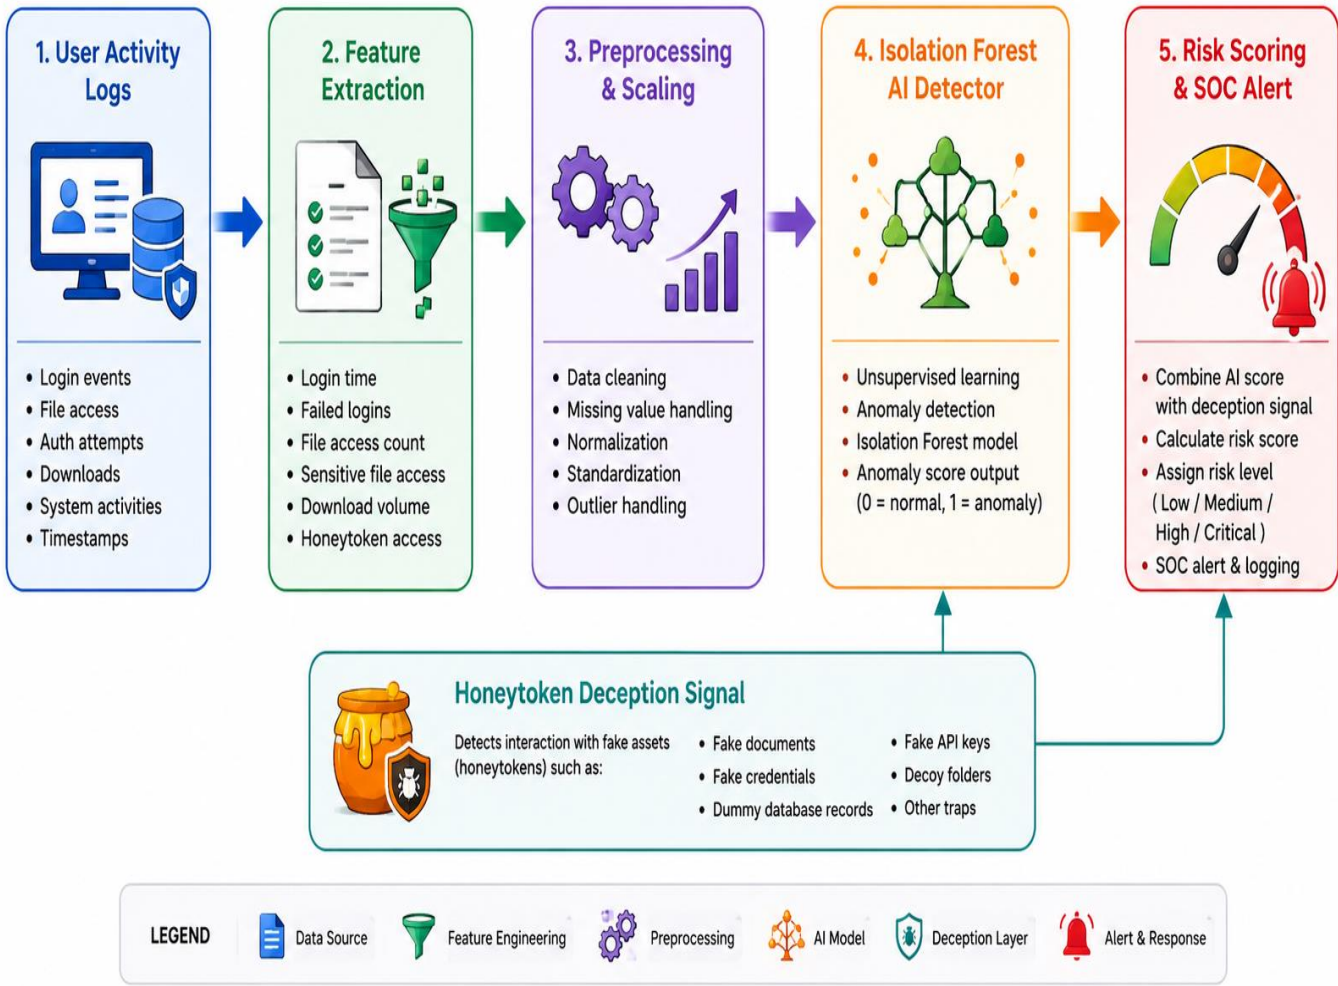 1. User Activity
Logs
• Login events
• File access
• Auth attempts
• Downloads
• System activities
• Timestamps
2. Feature
Extraction
• Login time
• Failed logins
• File access count
• Sensitive file access
• Download volume
• Honeytoken access
3. Preprocessing
& Scaling
• Data cleaning
• Missing value handling
• Normalization
• Standardization
• Outlier handling
4. Isolation Forest
AI Detector
• Unsupervised learning
• Anomaly detection
• Isolation Forest model
• Anomaly score output
(0 = normal, 1 = anomaly)
5. Risk Scoring
& SOC Alert
• Combine AI score
with deception signal
• Calculate risk score
• Assign risk level
( Low / Medium /
High / Critical )
• SOC alert & logging
Honeytoken Deception Signal
Detects interaction with fake assets
(honeytokens) such as:
• Fake documents
• Fake credentials
• Dummy database records
• Fake API keys
• Decoy folders
• Other traps
LEGEND
Data Source
Feature Engineering
Preprocessing
AI Model
Deception Layer
Alert & Response